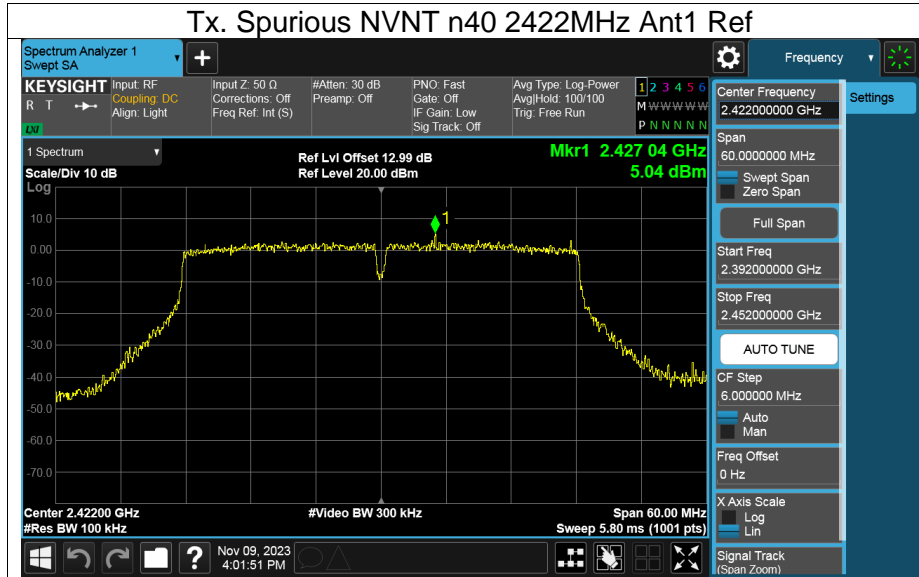 Tx. Spurious NVNT n40 2422MHz Ant1 Ref
Spectrum Analyzer 1
Swept SA
+
Frequency
KEYSIGHT
R T
LXI
Input: RF
Coupling: DC
Align: Light
Input Z: 50 Ω
Corrections: Off
Freq Ref: Int (S)
#Atten: 30 dB
Preamp: Off
PNO: Fast
Gate: Off
IF Gain: Low
Sig Track: Off
Avg Type: Log-Power
Avg|Hold: 100/100
Trig: Free Run
1 2 3 4 5 6
M W W W W W
P N N N N N
1 Spectrum
Scale/Div 10 dB
Log
Ref Lvl Offset 12.99 dB
Ref Level 20.00 dBm
Mkr1 2.427 04 GHz
5.04 dBm
1
10.0
0.00
-10.0
-20.0
-30.0
-40.0
-50.0
-60.0
-70.0
Center 2.42200 GHz
#Res BW 100 kHz
#Video BW 300 kHz
Span 60.00 MHz
Sweep 5.80 ms (1001 pts)
Center Frequency
2.422000000 GHz
Settings
Span
60.0000000 MHz
Swept Span
Zero Span
Full Span
Start Freq
2.392000000 GHz
Stop Freq
2.452000000 GHz
AUTO TUNE
CF Step
6.000000 MHz
Auto
Man
Freq Offset
0 Hz
X Axis Scale
Log
Lin
Signal Track
(Span Zoom)
?
Nov 09, 2023
4:01:51 PM